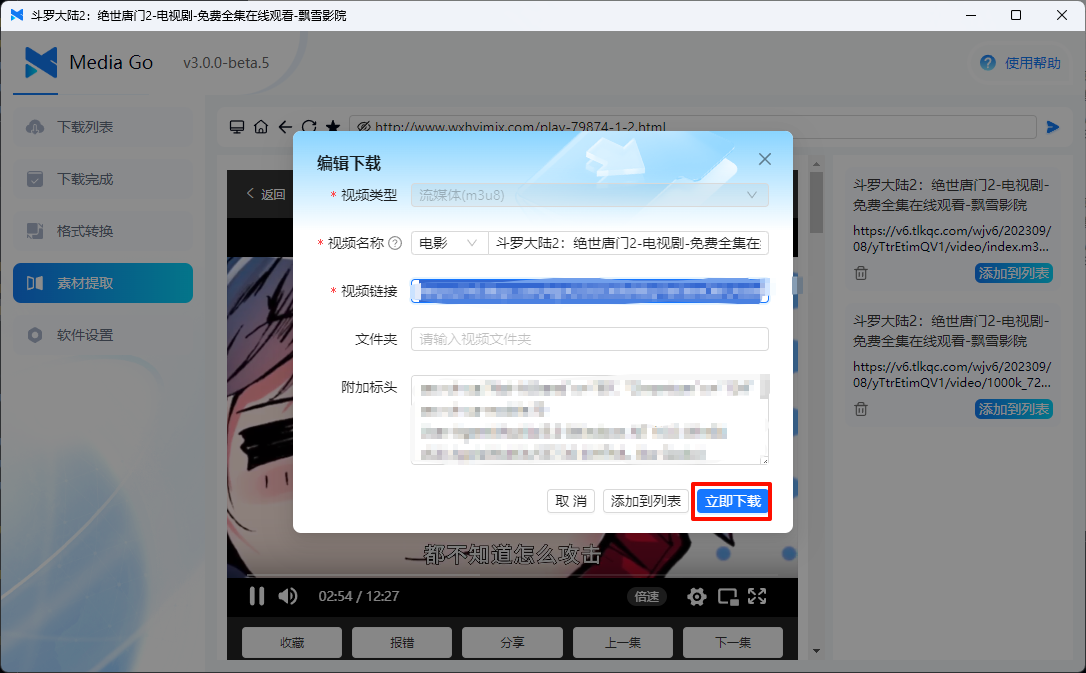 斗罗大陆2：绝世唐门2-电视剧-免费全集在线观看-飘雪影院
Media Go
v3.0.0-beta.5
使用帮助
下载列表
下载完成
格式转换
素材提取
软件设置
http://www.wxhyimix.com/play-79874-1-2.html
返回
编辑下载
* 视频类型
流媒体(m3u8)
* 视频名称
电影
斗罗大陆2：绝世唐门2-电视剧-免费全集在
* 视频链接
文件夹
请输入视频文件夹
附加标头
取 消
添加到列表
立即下载
都不知道怎么攻击
02:54 / 12:27
倍速
收藏
报错
分享
上一集
下一集
斗罗大陆2：绝世唐门2-电视剧-
免费全集在线观看-飘雪影院
https://v6.tlkqc.com/wjv6/202309/
08/yTtrEtimQV1/video/index.m3...
添加到列表
斗罗大陆2：绝世唐门2-电视剧-
免费全集在线观看-飘雪影院
https://v6.tlkqc.com/wjv6/202309/
08/yTtrEtimQV1/video/1000k_72...
添加到列表